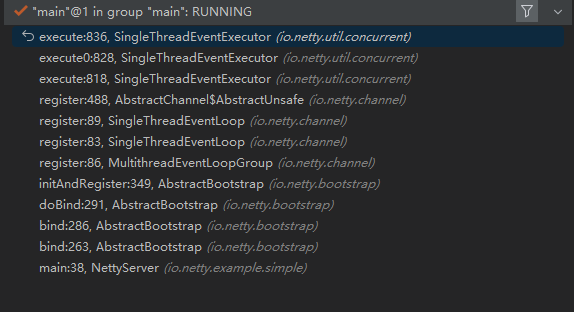 "main"@1 in group "main": RUNNING
execute:836, SingleThreadEventExecutor (io.netty.util.concurrent)
execute0:828, SingleThreadEventExecutor (io.netty.util.concurrent)
execute:818, SingleThreadEventExecutor (io.netty.util.concurrent)
register:488, AbstractChannel$AbstractUnsafe (io.netty.channel)
register:89, SingleThreadEventLoop (io.netty.channel)
register:83, SingleThreadEventLoop (io.netty.channel)
register:86, MultithreadEventLoopGroup (io.netty.channel)
initAndRegister:349, AbstractBootstrap (io.netty.bootstrap)
doBind:291, AbstractBootstrap (io.netty.bootstrap)
bind:286, AbstractBootstrap (io.netty.bootstrap)
bind:263, AbstractBootstrap (io.netty.bootstrap)
main:38, NettyServer (io.netty.example.simple)